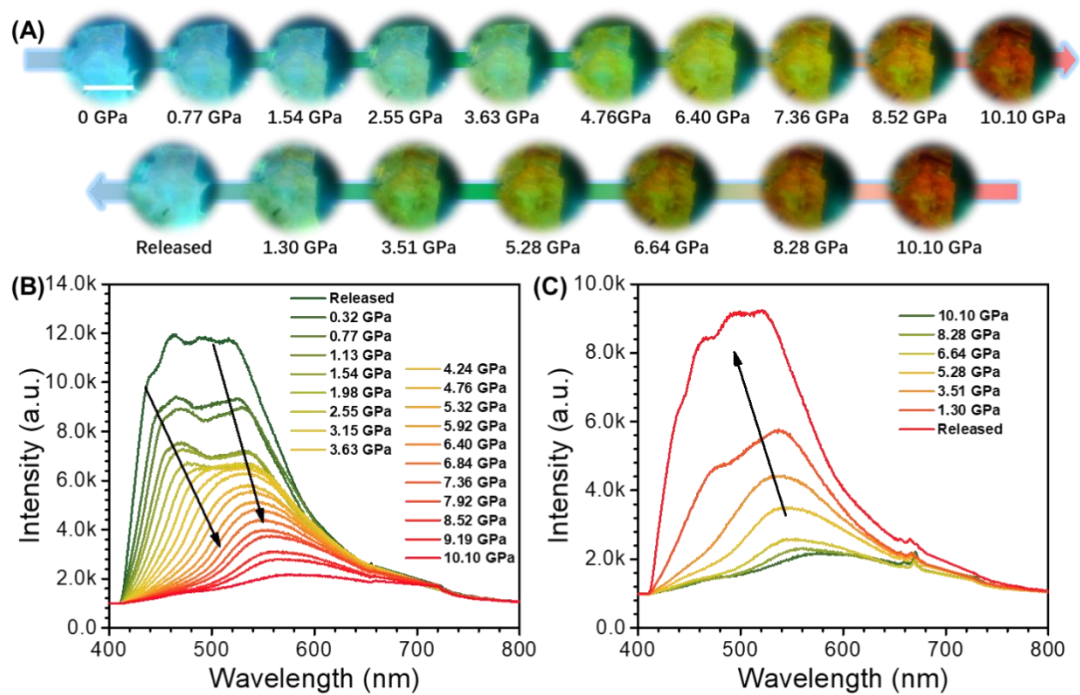 (A)
0 GPa 0.77 GPa 1.54 GPa 2.55 GPa 3.63 GPa 4.76GPa 6.40 GPa 7.36 GPa 8.52 GPa 10.10 GPa
Released 1.30 GPa 3.51 GPa 5.28 GPa 6.64 GPa 8.28 GPa 10.10 GPa
(B)
14.0k
12.0k
10.0k
8.0k
6.0k
4.0k
2.0k
0.0
Intensity (a.u.)
Released
0.32 GPa
0.77 GPa
1.13 GPa
1.54 GPa
1.98 GPa
2.55 GPa
3.15 GPa
3.63 GPa
4.24 GPa
4.76 GPa
5.32 GPa
5.92 GPa
6.40 GPa
6.84 GPa
7.36 GPa
7.92 GPa
8.52 GPa
9.19 GPa
10.10 GPa
400 500 600 700 800
Wavelength (nm)
(C)
10.0k
8.0k
6.0k
4.0k
2.0k
0.0
Intensity (a.u.)
10.10 GPa
8.28 GPa
6.64 GPa
5.28 GPa
3.51 GPa
1.30 GPa
Released
400 500 600 700 800
Wavelength (nm)